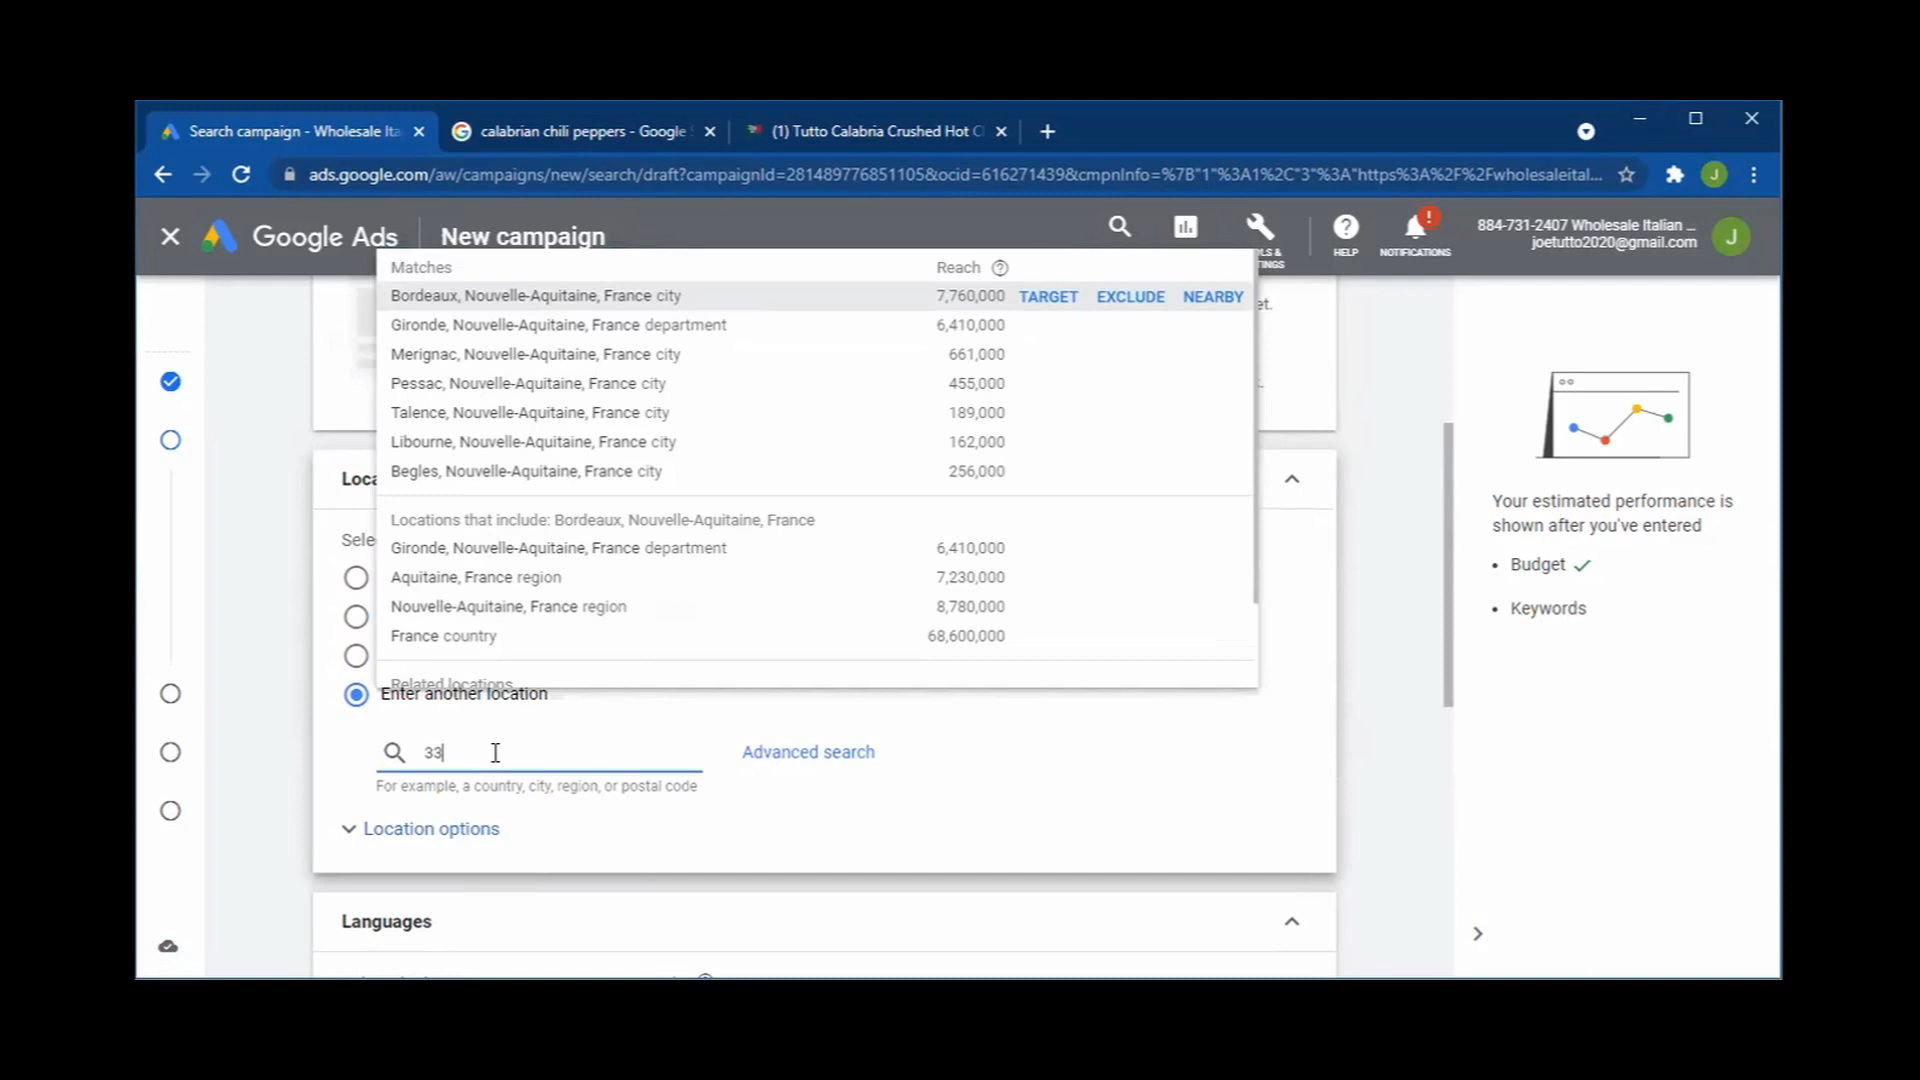 Search campaign - Wholesale Ita
calabrian chili peppers - Google
(1) Tutto Calabria Crushed Hot C
ads.google.com/aw/campaigns/new/search/draft?campaignId=281489776851105&ocid=616271439&cmpnInfo=%7B"1"%3A1%2C"3"%3A"https%3A%2F%2Fwholesaleital...
J
Google Ads
New campaign
HELP
NOTIFICATIONS
884-731-2407 Wholesale Italian ...
joetutto2020@gmail.com
J
Matches Reach
Bordeaux, Nouvelle-Aquitaine, France city 7,760,000 TARGET EXCLUDE NEARBY
Gironde, Nouvelle-Aquitaine, France department 6,410,000
Merignac, Nouvelle-Aquitaine, France city 661,000
Pessac, Nouvelle-Aquitaine, France city 455,000
Talence, Nouvelle-Aquitaine, France city 189,000
Libourne, Nouvelle-Aquitaine, France city 162,000
Begles, Nouvelle-Aquitaine, France city 256,000
Locations that include: Bordeaux, Nouvelle-Aquitaine, France
Gironde, Nouvelle-Aquitaine, France department 6,410,000
Aquitaine, France region 7,230,000
Nouvelle-Aquitaine, France region 8,780,000
France country 68,600,000
Related locations
Enter another location
33
Advanced search
For example, a country, city, region, or postal code
Location options
Languages
Your estimated performance is
shown after you've entered
• Budget
• Keywords